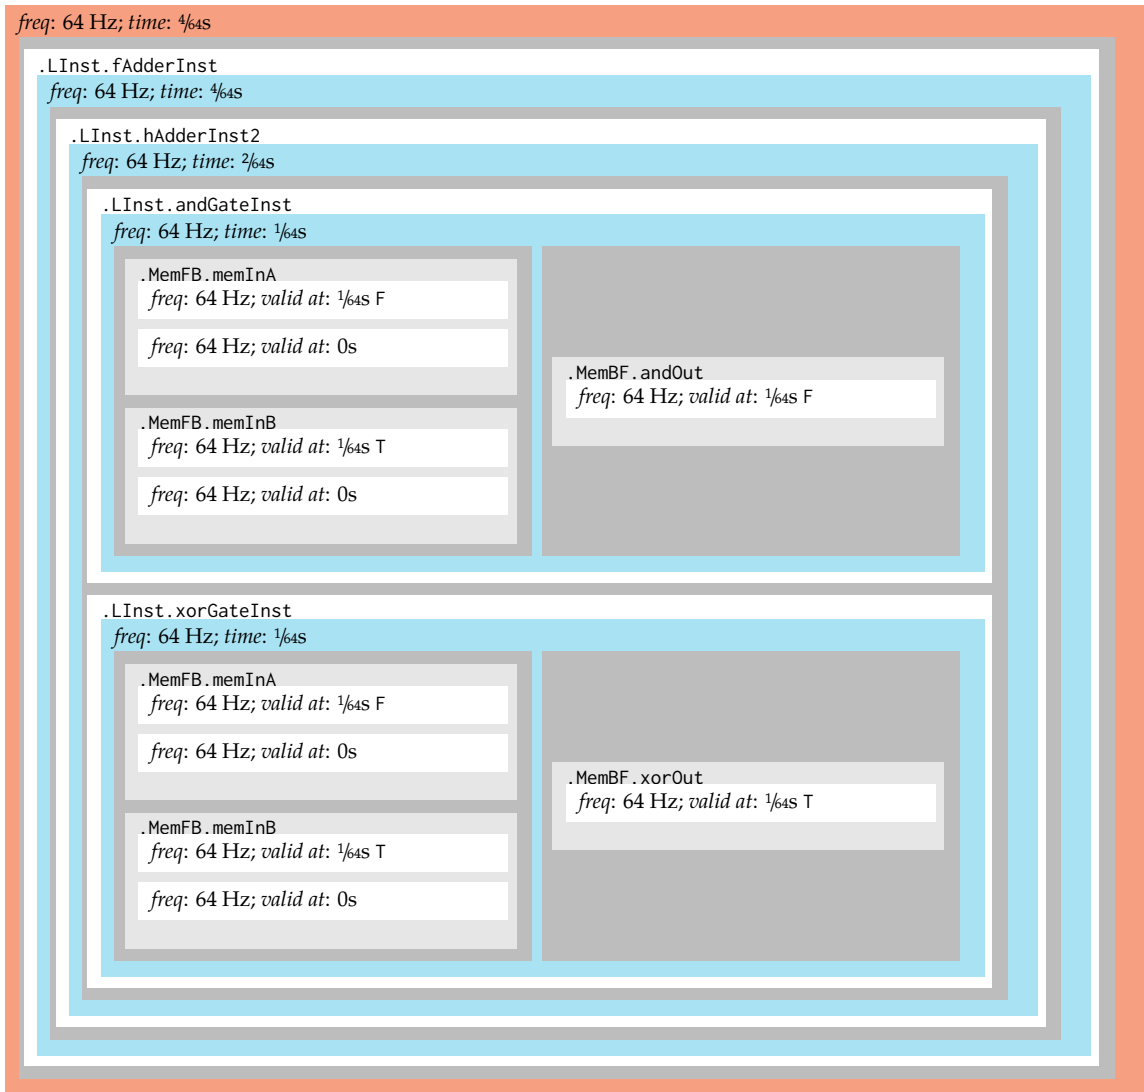 freq: 64 Hz; time: 4/64s
.LInst.fAdderInst
freq: 64 Hz; time: 4/64s
.LInst.hAdderInst2
freq: 64 Hz; time: 2/64s
.LInst.andGateInst
freq: 64 Hz; time: 1/64s
.MemFB.memInA
freq: 64 Hz; valid at: 1/64s F
freq: 64 Hz; valid at: 0s
.MemFB.memInB
freq: 64 Hz; valid at: 1/64s T
freq: 64 Hz; valid at: 0s
.MemBF.andOut
freq: 64 Hz; valid at: 1/64s F
.LInst.xorGateInst
freq: 64 Hz; time: 1/64s
.MemFB.memInA
freq: 64 Hz; valid at: 1/64s F
freq: 64 Hz; valid at: 0s
.MemFB.memInB
freq: 64 Hz; valid at: 1/64s T
freq: 64 Hz; valid at: 0s
.MemBF.xorOut
freq: 64 Hz; valid at: 1/64s T